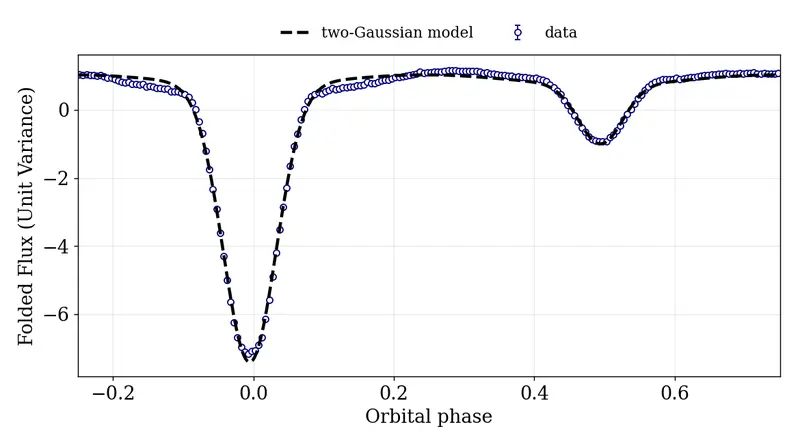 two-Gaussian model data
Folded Flux (Unit Variance)
0
−2
−4
−6
−0.2 0.0 0.2 0.4 0.6
Orbital phase